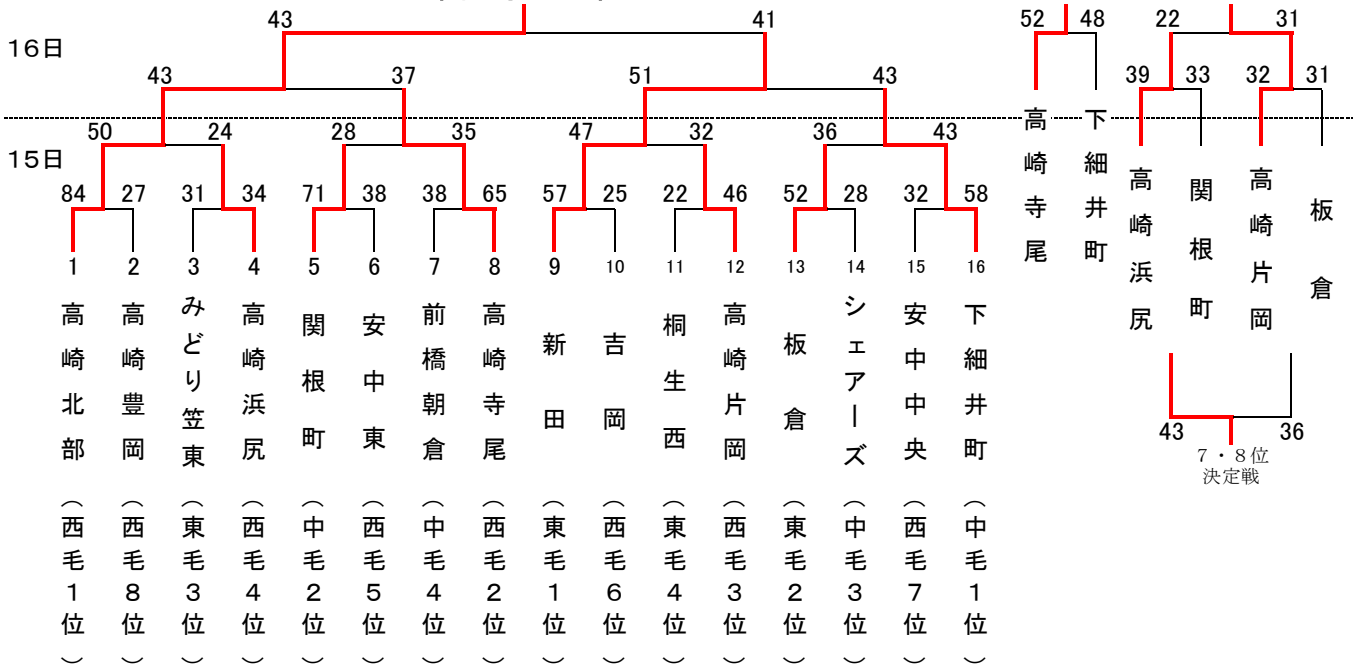 43 41 52 48 22 31
16日
43 37 51 43 39 33 32 31
50 24 28 35 47 32 36 43
15日
84 27 31 34 71 38 38 65 57 25 22 46 52 28 32 58
1 2 3 4 5 6 7 8 9 10 11 12 13 14 15 16
高崎北部（西毛１位）
高崎豊岡（西毛８位）
みどり笠東（東毛３位）
高崎浜尻（西毛４位）
関根町（中毛２位）
安中東（西毛５位）
前橋朝倉（中毛４位）
高崎寺尾（西毛２位）
新田（東毛１位）
吉岡（西毛６位）
桐生西（東毛４位）
高崎片岡（西毛３位）
板倉（東毛２位）
シェアーズ（中毛３位）
安中中央（西毛７位）
下細井町（中毛１位）
高崎寺尾
下細井町
高崎浜尻
関根町
高崎片岡
板倉
43 36
７・８位
決定戦